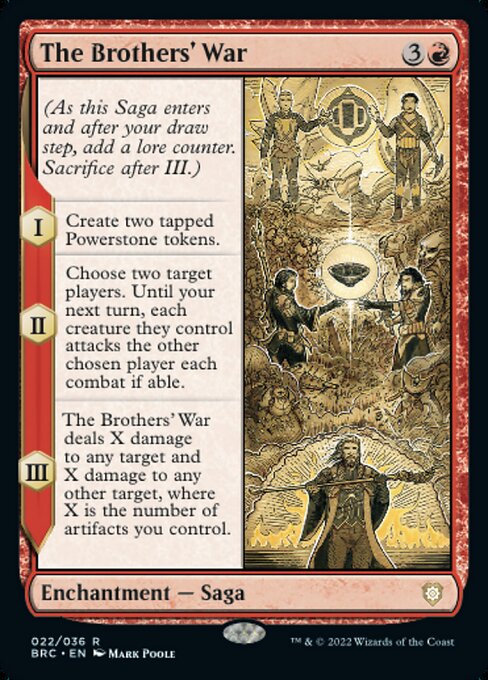 The Brothers' War 3
(As this Saga enters
and after your draw
step, add a lore counter.
Sacrifice after III.)
I
Create two tapped
Powerstone tokens.
II
Choose two target
players. Until your
next turn, each
creature they control
attacks the other
chosen player each
combat if able.
III
The Brothers' War
deals X damage
to any target and
X damage to any
other target, where
X is the number of
artifacts you control.
Enchantment — Saga
022/036 R
BRC • EN Mark Poole
™ & © 2022 Wizards of the Coast